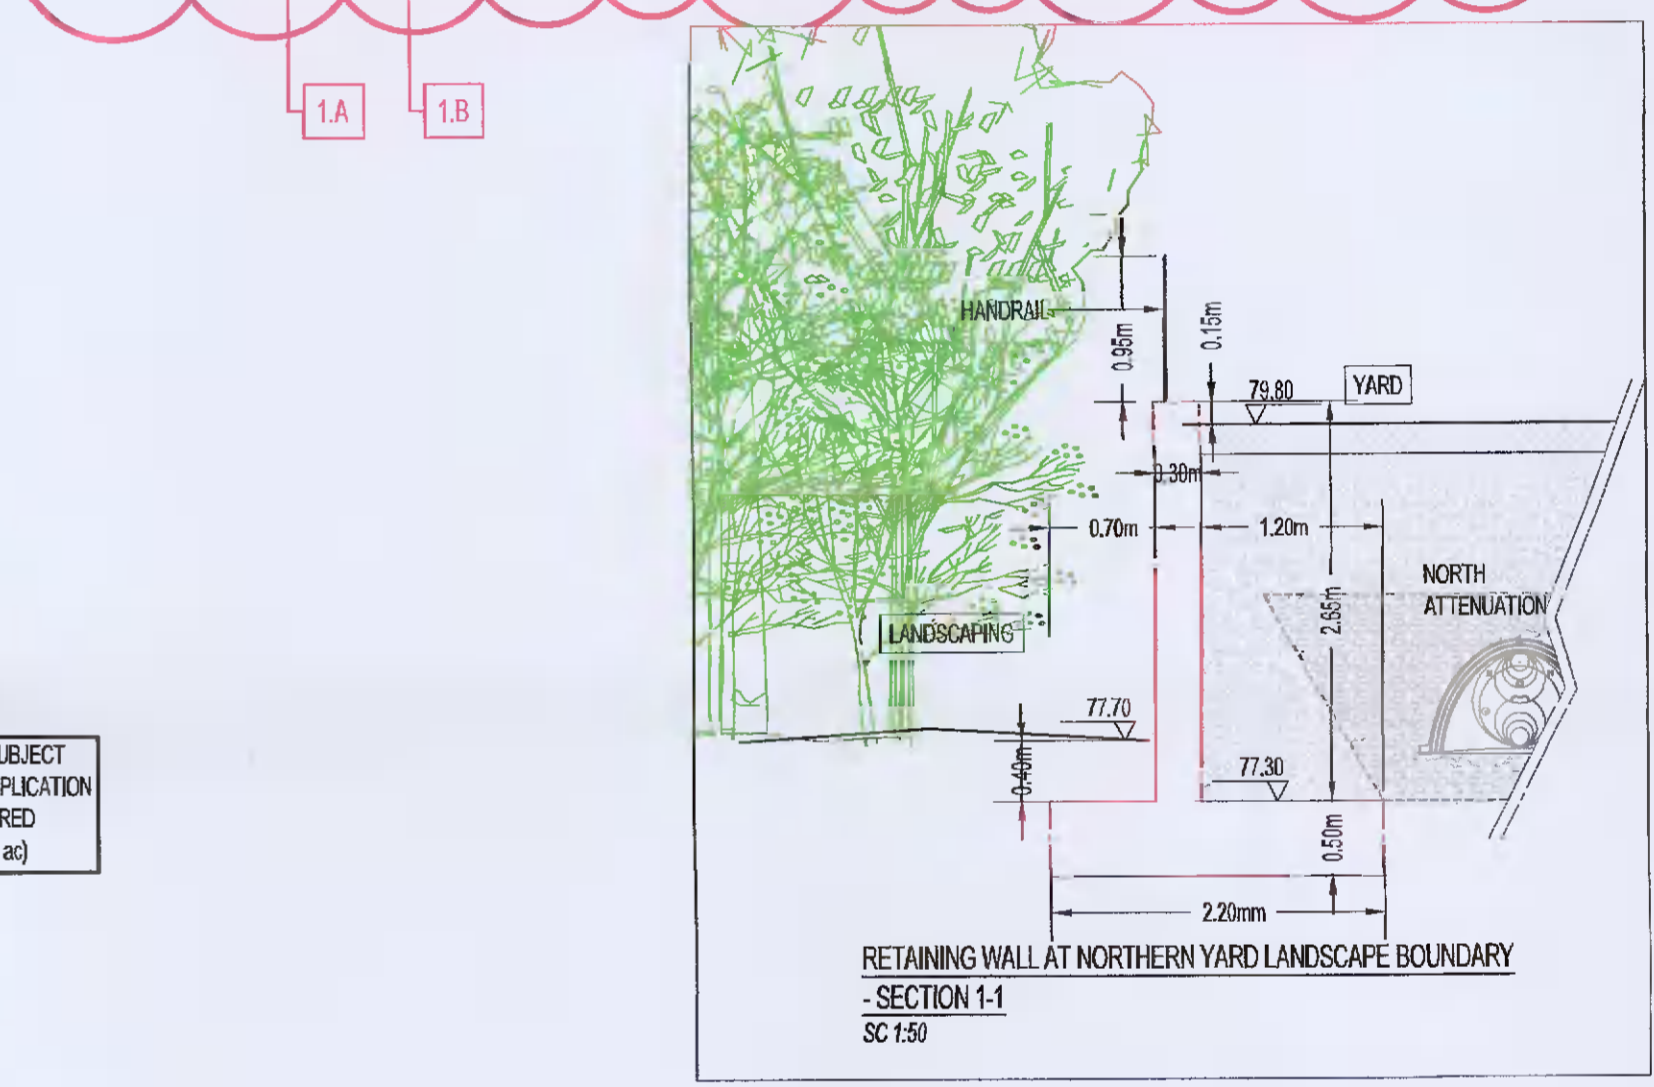 1.A
1.B
HANDRAIL
0.95m
0.15m
79.80
YARD
0.30m
0.70m
1.20m
2.65m
NORTH
ATTENUATION
LANDSCAPING
77.70
0.40m
77.30
0.50m
2.20mm
UBJECT
PLICATION
RED
ac)
RETAINING WALL AT NORTHERN YARD LANDSCAPE BOUNDARY
- SECTION 1-1
SC 1:50